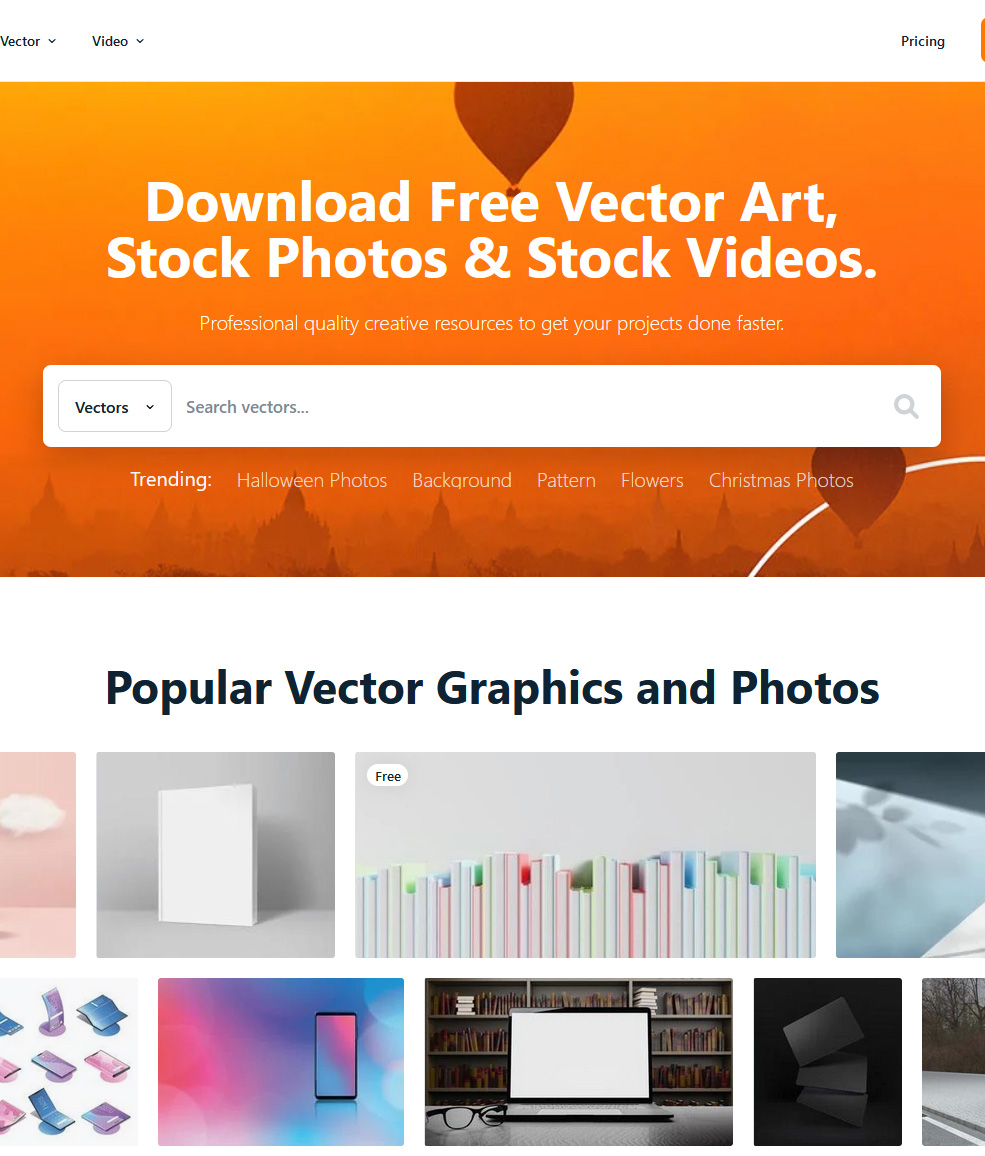 Vector Video Pricing
Download Free Vector Art,
Stock Photos & Stock Videos.
Professional quality creative resources to get your projects done faster.
Vectors Search vectors...
Trending: Halloween Photos Background Pattern Flowers Christmas Photos
Popular Vector Graphics and Photos
Free